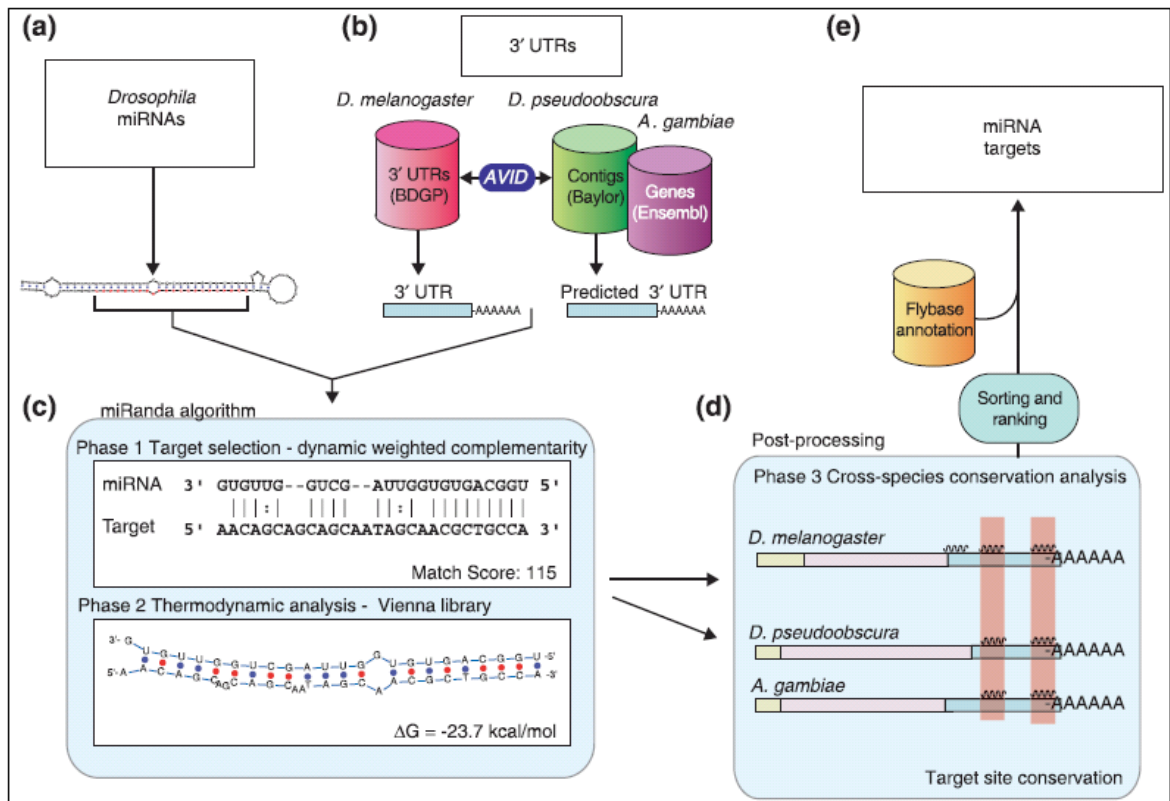 (a)
Drosophila
miRNAs
(b)
3′ UTRs
D. melanogaster
D. pseudoobscura
A. gambiae
3′ UTRs
(BDGP)
AVID
Contigs
(Baylor)
Genes
(Ensembl)
3′ UTR
-AAAAAA
Predicted 3′ UTR
-AAAAAA
(c)
miRanda algorithm
Phase 1 Target selection - dynamic weighted complementarity
miRNA 3' GUGUUG--GUCG--AUUGGUGUGACGGU 5'
Target 5' AACAGCAGCAGCAATAGCAACGCTGCCA 3'
Match Score: 115
Phase 2 Thermodynamic analysis - Vienna library
3'- G U G U U G G U C G A U U G G U G U G A C G G U -5'
5'- A A C A G C A G C A G C A A T A G C A A C G C T G C C A -3'
ΔG = -23.7 kcal/mol
(d)
Post-processing
Phase 3 Cross-species conservation analysis
D. melanogaster
-AAAAAA
D. pseudoobscura
-AAAAAA
A. gambiae
-AAAAAA
Target site conservation
(e)
miRNA
targets
Flybase
annotation
Sorting and
ranking